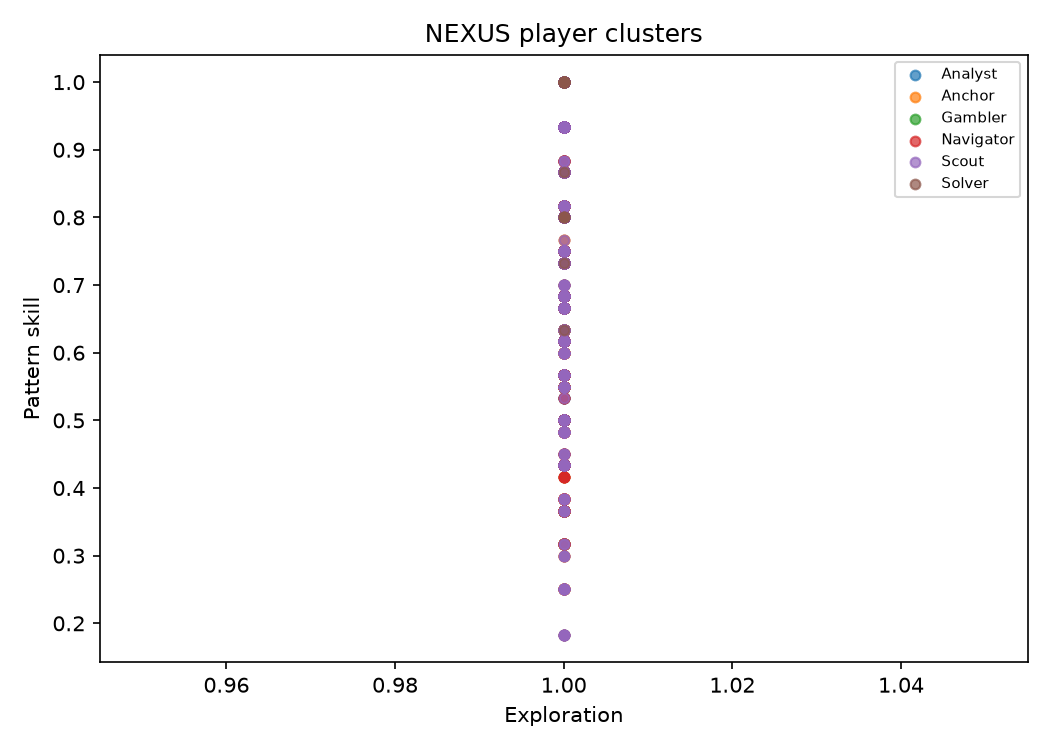 NEXUS player clusters
Analyst
Anchor
Gambler
Navigator
Scout
Solver
1.0
0.9
0.8
0.7
0.6
0.5
0.4
0.3
0.2
Pattern skill
0.96
0.98
1.00
1.02
1.04
Exploration